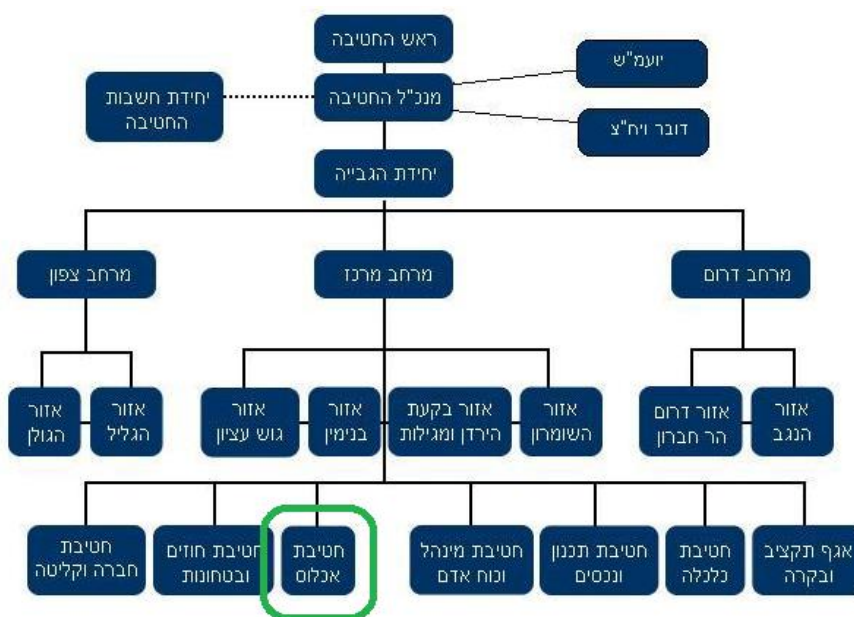 ראש החטיבה
יועמ"ש
מנכ"ל החטיבה
יחידת חשבות
החטיבה
דובר ויח"צ
יחידת הגבייה
מרחב דרום
מרחב מרכז
מרחב צפון
אזור
הנגב
אזור דרום
הר חברון
אזור
השומרון
אזור בקעת
הירדן ומגילות
אזור
בנימין
אזור
גוש עציון
אזור
הגליל
אזור
הגולן
אגף תקציב
ובקרה
חטיבת
כלכלה
חטיבת תכנון
ונכסים
חטיבת מינהל
וכוח אדם
חטיבת
אכלוס
חטיבת חוזים
ובטחונות
חטיבת
חברה וקליטה